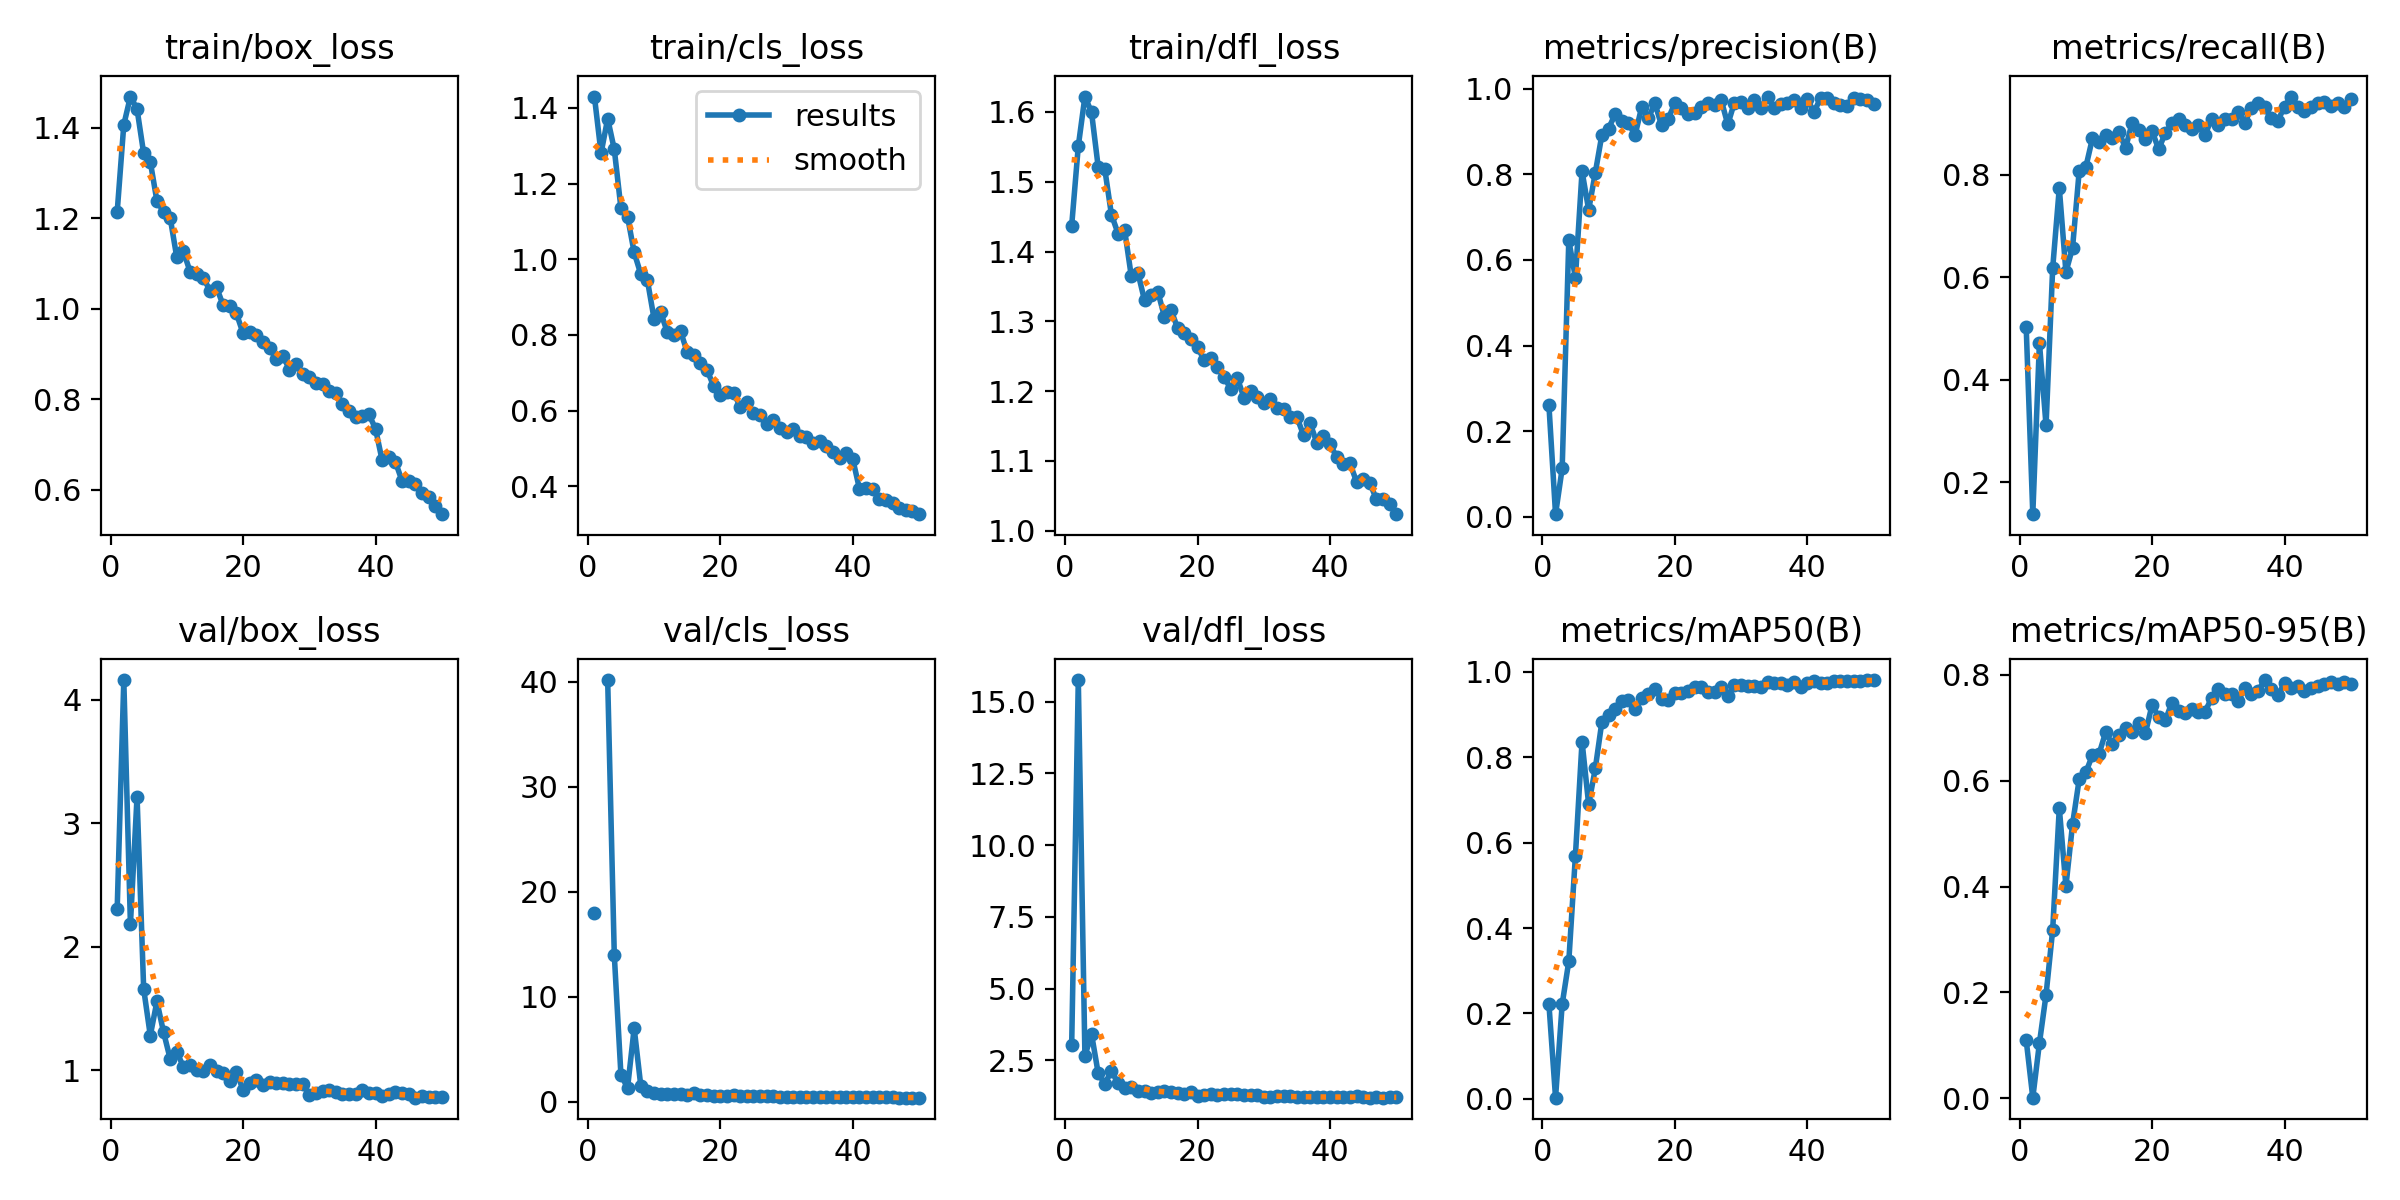 train/box_loss
1.4
1.2
1.0
0.8
0.6
0 20 40
train/cls_loss
results
smooth
1.4
1.2
1.0
0.8
0.6
0.4
0 20 40
train/dfl_loss
1.6
1.5
1.4
1.3
1.2
1.1
1.0
0 20 40
metrics/precision(B)
1.0
0.8
0.6
0.4
0.2
0.0
0 20 40
metrics/recall(B)
0.8
0.6
0.4
0.2
0 20 40
val/box_loss
4
3
2
1
0 20 40
val/cls_loss
40
30
20
10
0
0 20 40
val/dfl_loss
15.0
12.5
10.0
7.5
5.0
2.5
0 20 40
metrics/mAP50(B)
1.0
0.8
0.6
0.4
0.2
0.0
0 20 40
metrics/mAP50-95(B)
0.8
0.6
0.4
0.2
0.0
0 20 40